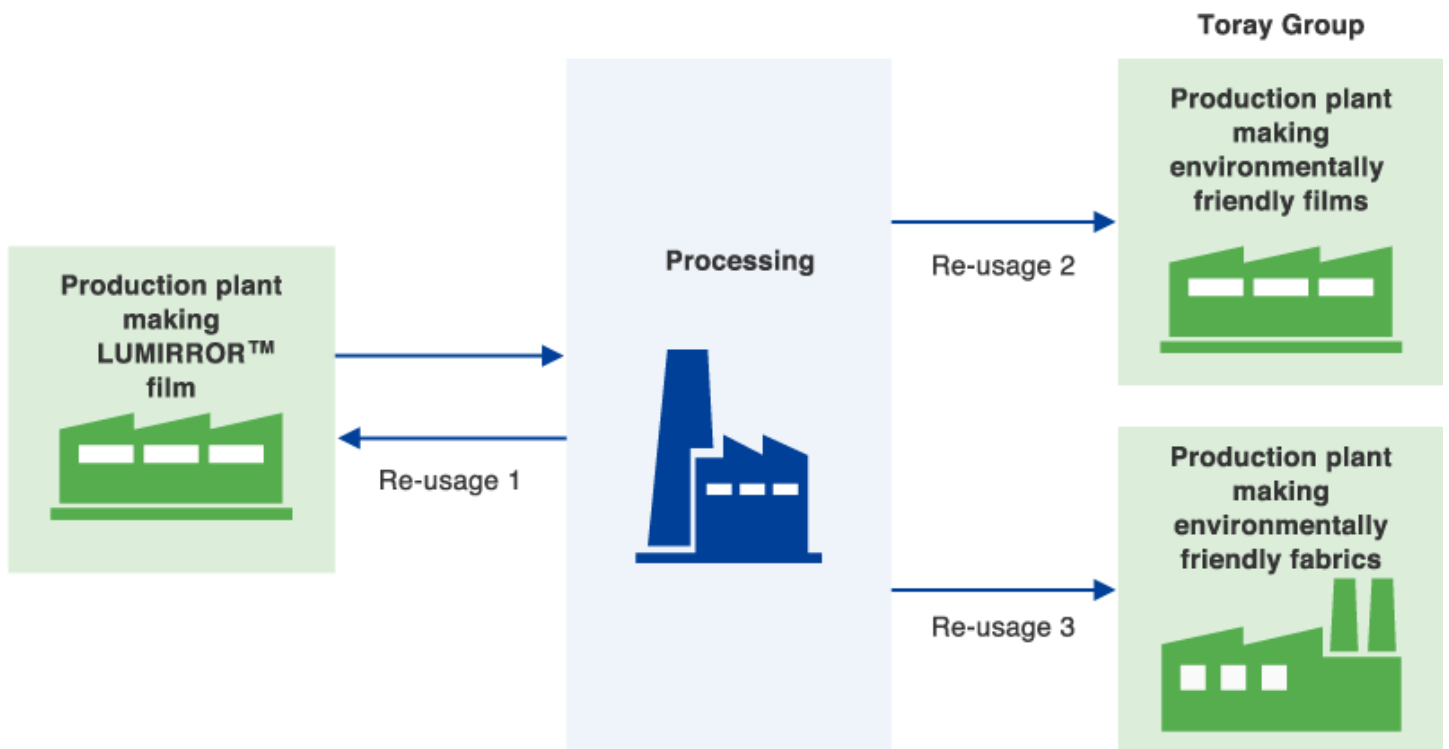 Toray Group
Production plant
making
environmentally
friendly films
Re-usage 2
Processing
Production plant
making
LUMIRROR™
film
Re-usage 1
Production plant
making
environmentally
friendly fabrics
Re-usage 3